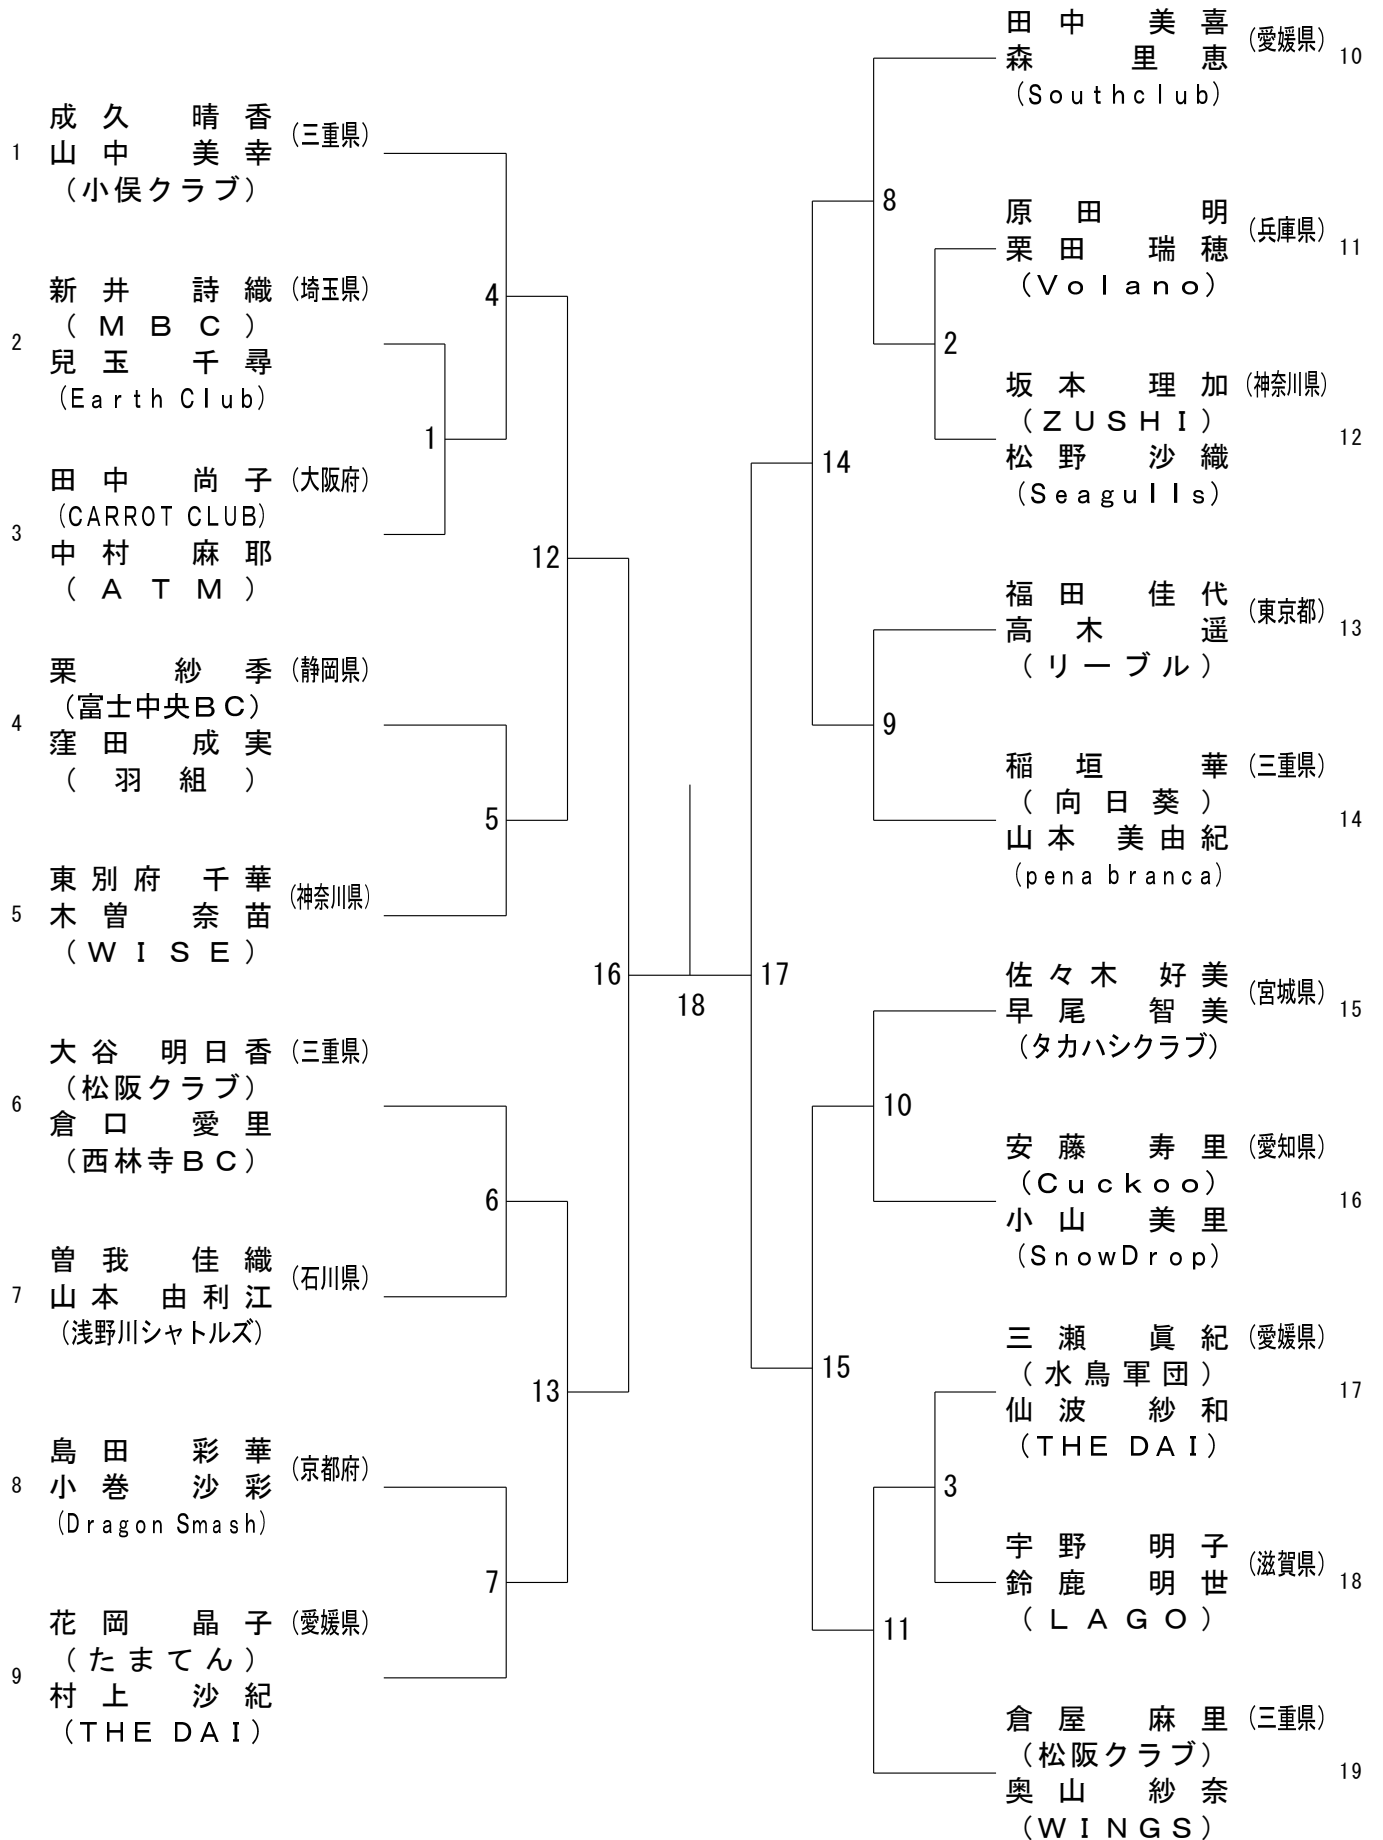 1
成久 晴香
山中 美幸
(小俣クラブ)
(三重県)
2
新井 詩織
(MBC)
兒玉 千尋
(Earth Club)
(埼玉県)
3
田中 尚子
(CARROT CLUB)
中村 麻耶
(ATM)
(大阪府)
4
栗 紗季
(富士中央BC)
窪田 成実
(羽組)
(静岡県)
5
東別府 千華
木曽 奈苗
(WISE)
(神奈川県)
6
大谷 明日香
(松阪クラブ)
倉口 愛里
(西林寺BC)
(三重県)
7
曽我 佳織
山本 由利江
(浅野川シャトルズ)
(石川県)
8
島田 彩華
小巻 沙彩
(Dragon Smash)
(京都府)
9
花岡 晶子
(たまてん)
村上 沙紀
(THE DAI)
(愛媛県)
1
4
5
6
7
12
13
16
18
17
14
15
8
9
10
11
2
3
田中 美喜
森 里恵
(Southclub)
(愛媛県)
10
原田 明
栗田 瑞穂
(Volano)
(兵庫県)
11
坂本 理加
(ZUSHI)
松野 沙織
(Seagulls)
(神奈川県)
12
福田 佳代
高木 遥
(リーブル)
(東京都)
13
稲垣 華
(向日葵)
山本 美由紀
(pena branca)
(三重県)
14
佐々木 好美
早尾 智美
(タカハシクラブ)
(宮城県)
15
安藤 寿里
(Cuckoo)
小山 美里
(SnowDrop)
(愛知県)
16
三瀬 眞紀
(水鳥軍団)
仙波 紗和
(THE DAI)
(愛媛県)
17
宇野 明子
鈴鹿 明世
(LAGO)
(滋賀県)
18
倉屋 麻里
(松阪クラブ)
奥山 紗奈
(WINGS)
(三重県)
19